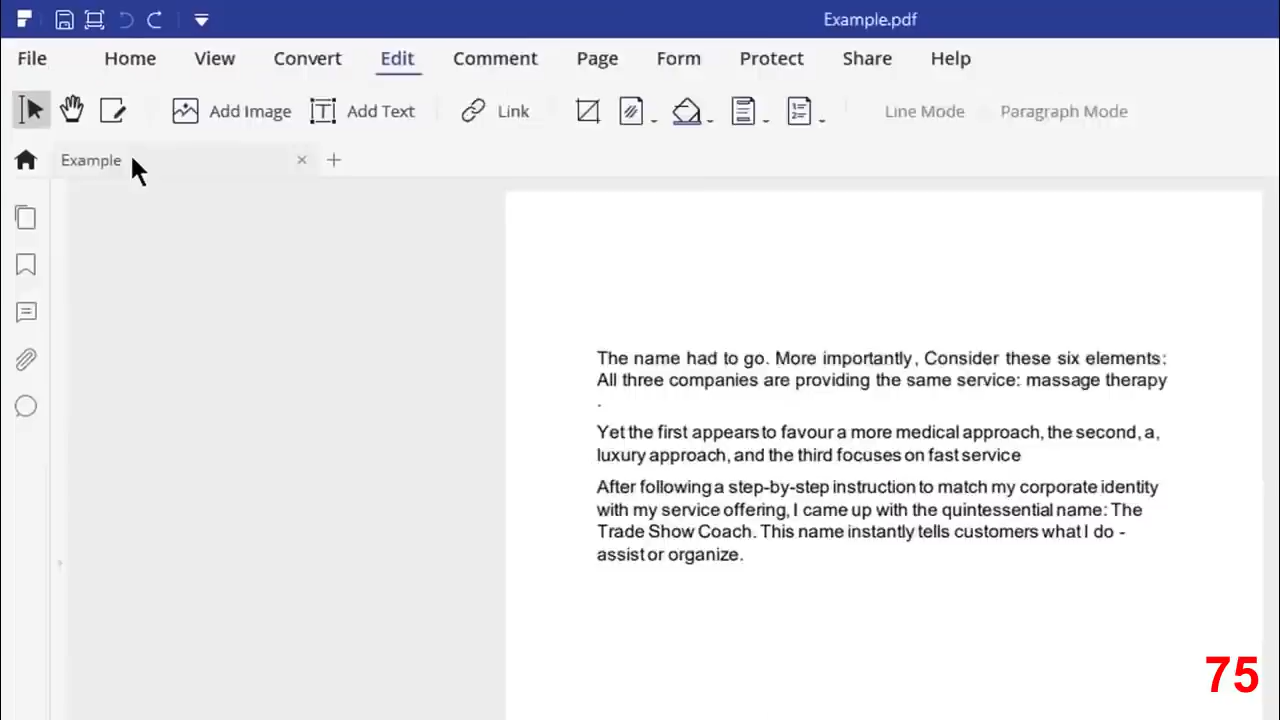 Example.pdf
File Home View Convert Edit Comment Page Form Protect Share Help
Add Image Add Text Link Line Mode Paragraph Mode
Example
The name had to go. More importantly, Consider these six elements:
All three companies are providing the same service: massage therapy
.
Yet the first appears to favour a more medical approach, the second, a,
luxury approach, and the third focuses on fast service
After following a step-by-step instruction to match my corporate identity
with my service offering, I came up with the quintessential name: The
Trade Show Coach. This name instantly tells customers what I do -
assist or organize.
75